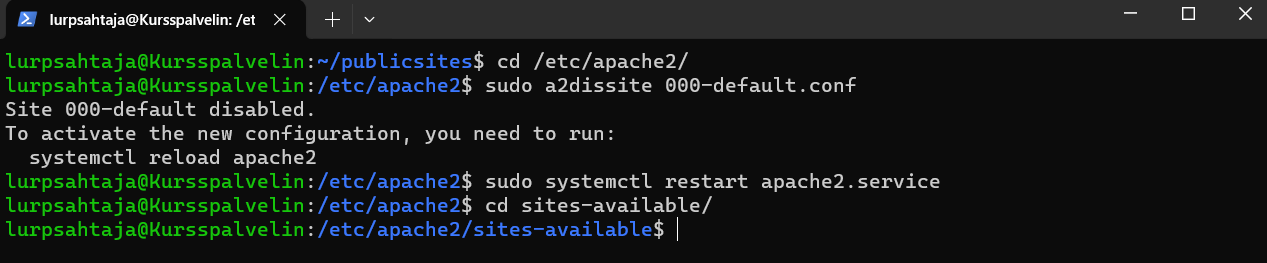 lurpsahtaja@Kursspalvelin: /et
lurpsahtaja@Kursspalvelin:~/publicsites$ cd /etc/apache2/
lurpsahtaja@Kursspalvelin:/etc/apache2$ sudo a2dissite 000-default.conf
Site 000-default disabled.
To activate the new configuration, you need to run:
  systemctl reload apache2
lurpsahtaja@Kursspalvelin:/etc/apache2$ sudo systemctl restart apache2.service
lurpsahtaja@Kursspalvelin:/etc/apache2$ cd sites-available/
lurpsahtaja@Kursspalvelin:/etc/apache2/sites-available$